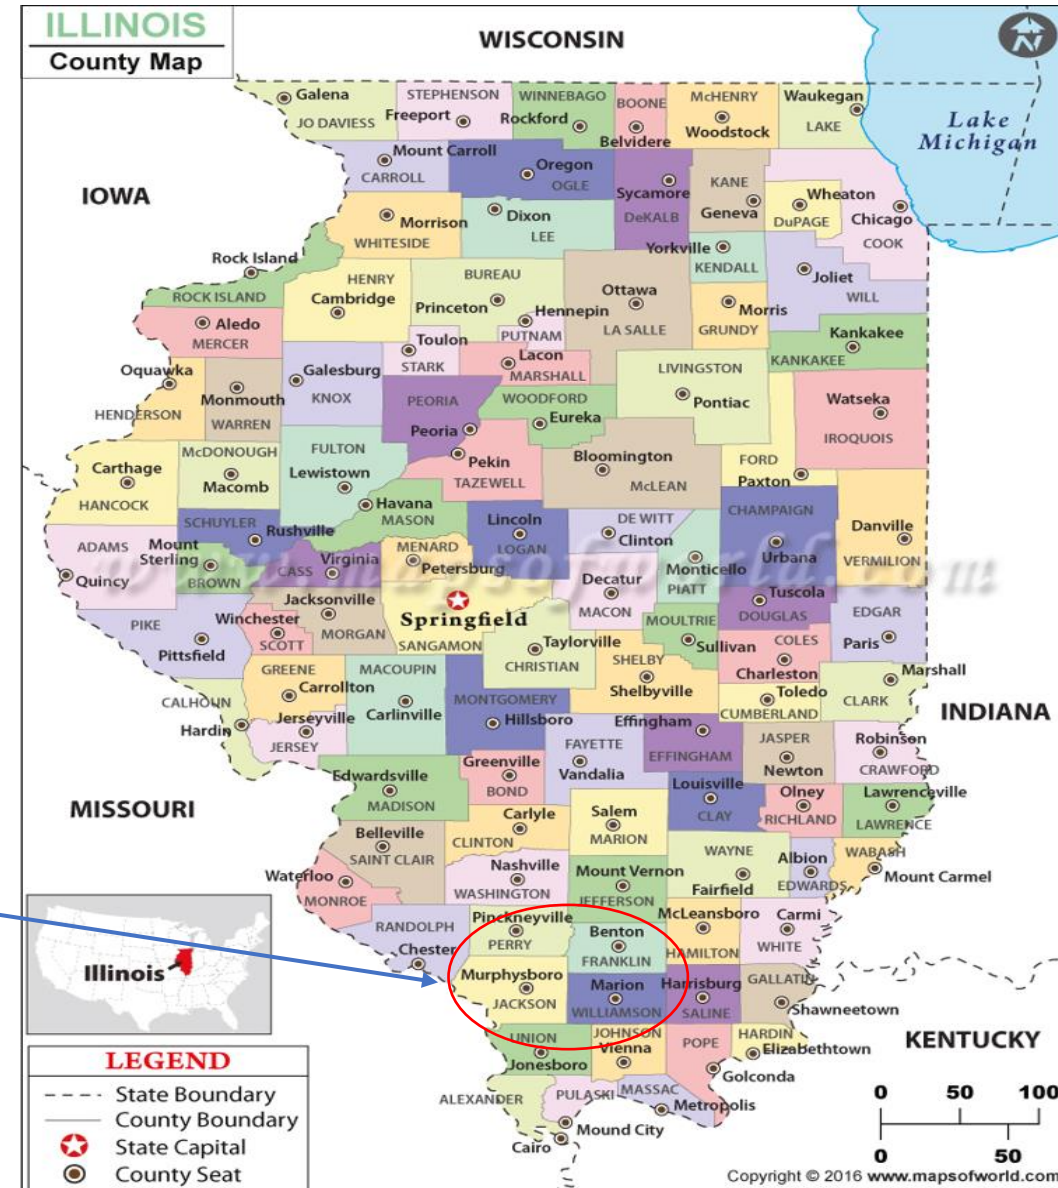 ILLINOIS
County Map
WISCONSIN
N
Lake
Michigan
IOWA
MISSOURI
INDIANA
KENTUCKY
Galena
JO DAVIESS
STEPHENSON
Freeport
WINNEBAGO
Rockford
BOONE
Belvidere
McHENRY
Woodstock
Waukegan
LAKE
Mount Carroll
CARROLL
Oregon
OGLE
Sycamore
DeKALB
KANE
Geneva
Wheaton
DuPAGE
Chicago
COOK
Morrison
WHITESIDE
Dixon
LEE
Yorkville
KENDALL
Joliet
WILL
Rock Island
ROCK ISLAND
HENRY
Cambridge
BUREAU
Princeton
Hennepin
PUTNAM
Ottawa
LA SALLE
Morris
GRUNDY
Kankakee
KANKAKEE
Aledo
MERCER
Toulon
STARK
Lacon
MARSHALL
LIVINGSTON
Pontiac
Watseka
IROQUOIS
Oquawka
HENDERSON
Monmouth
WARREN
Galesburg
KNOX
PEORIA
Peoria
WOODFORD
Eureka
Carthage
HANCOCK
McDONOUGH
Macomb
FULTON
Lewistown
Pekin
TAZEWELL
Bloomington
McLEAN
FORD
Paxton
Havana
MASON
SCHUYLER
Rushville
Lincoln
LOGAN
DE WITT
Clinton
CHAMPAIGN
Urbana
Danville
VERMILION
ADAMS
Quincy
Mount
Sterling
BROWN
Virginia
CASS
MENARD
Petersburg
Monticello
PIATT
www.mapsofworld.com
Decatur
MACON
Tuscola
DOUGLAS
EDGAR
Paris
PIKE
Pittsfield
Winchester
SCOTT
Jacksonville
MORGAN
Springfield
SANGAMON
Taylorville
CHRISTIAN
MOULTRIE
Sullivan
COLES
Charleston
SHELBY
Shelbyville
Marshall
CLARK
GREENE
Carrollton
MACOUPIN
Carlinville
MONTGOMERY
Hillsboro
Toledo
CUMBERLAND
CALHOUN
Hardin
Jerseyville
JERSEY
Effingham
EFFINGHAM
FAYETTE
Vandalia
JASPER
Newton
Robinson
CRAWFORD
Edwardsville
MADISON
Greenville
BOND
Louisville
CLAY
Olney
RICHLAND
Lawrenceville
LAWRENCE
Belleville
SAINT CLAIR
Carlyle
CLINTON
Salem
MARION
WAYNE
Fairfield
Albion
EDWARDS
WABASH
Mount Carmel
Waterloo
MONROE
Nashville
WASHINGTON
Mount Vernon
JEFFERSON
RANDOLPH
Chester
Pinckneyville
PERRY
Benton
FRANKLIN
McLeansboro
HAMILTON
Carmi
WHITE
Murphysboro
JACKSON
Marion
WILLIAMSON
Harrisburg
SALINE
GALLATIN
Shawneetown
UNION
Jonesboro
JOHNSON
Vienna
POPE
Golconda
HARDIN
Elizabethtown
ALEXANDER
Cairo
PULASKI
Mound City
MASSAC
Metropolis
Illinois
LEGEND
State Boundary
County Boundary
State Capital
County Seat
0 50 100
0 50
Copyright © 2016 www.mapsofworld.com